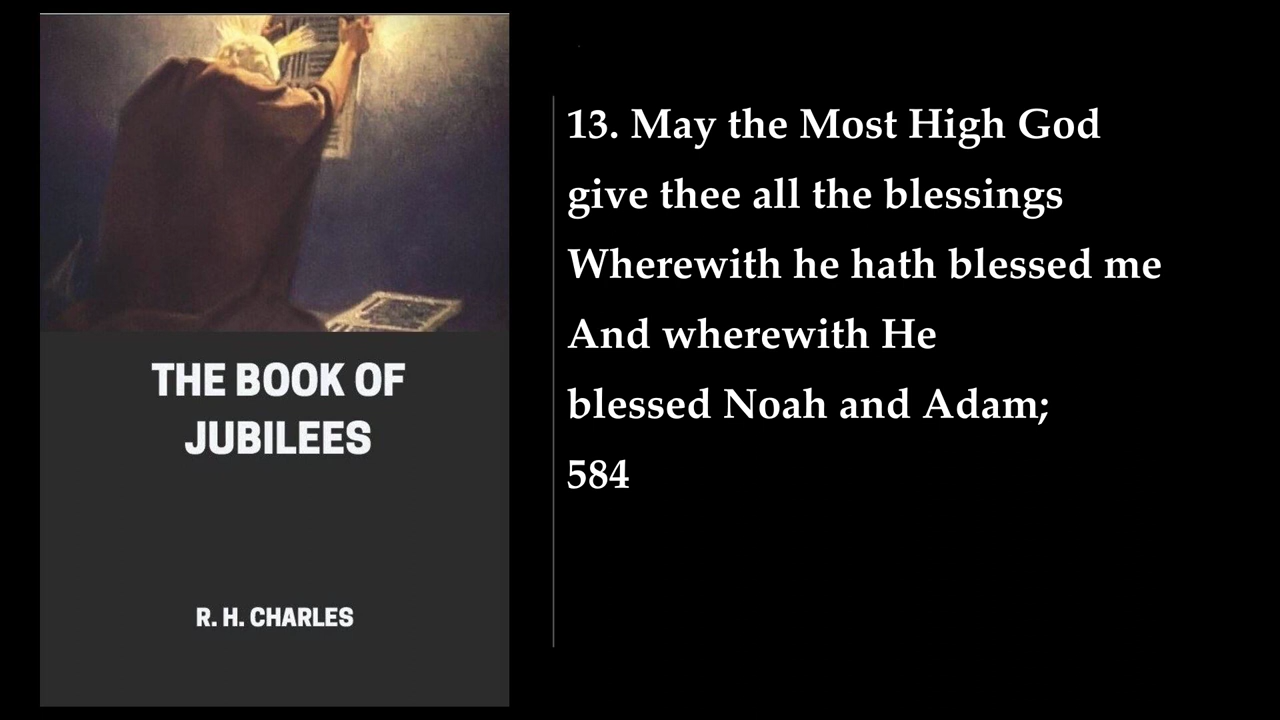 THE BOOK OF
JUBILEES
R. H. CHARLES
13. May the Most High God
give thee all the blessings
Wherewith he hath blessed me
And wherewith He
blessed Noah and Adam;
584